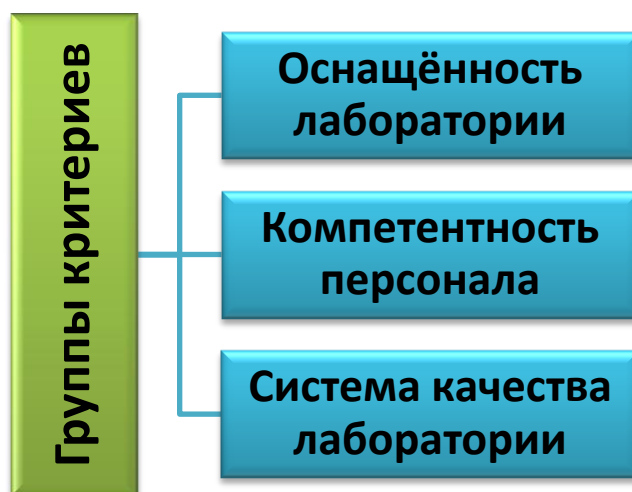 Группы критериев
Оснащённость
лаборатории
Компетентность
персонала
Система качества
лаборатории